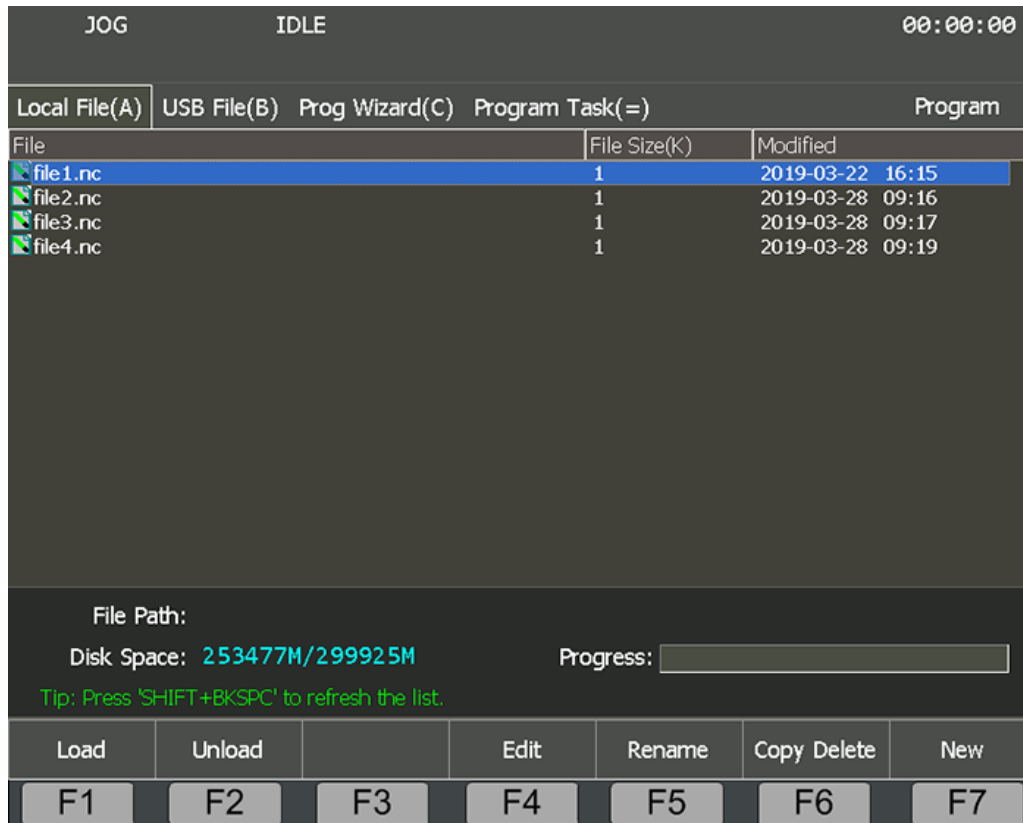 JOG IDLE 00:00:00
Local File(A) USB File(B) Prog Wizard(C) Program Task(=) Program
File File Size(K) Modified
file1.nc 1 2019-03-22 16:15
file2.nc 1 2019-03-28 09:16
file3.nc 1 2019-03-28 09:17
file4.nc 1 2019-03-28 09:19
File Path:
Disk Space: 253477M/299925M Progress:
Tip: Press 'SHIFT+BKSPC' to refresh the list.
Load Unload Edit Rename Copy Delete New
F1 F2 F3 F4 F5 F6 F7